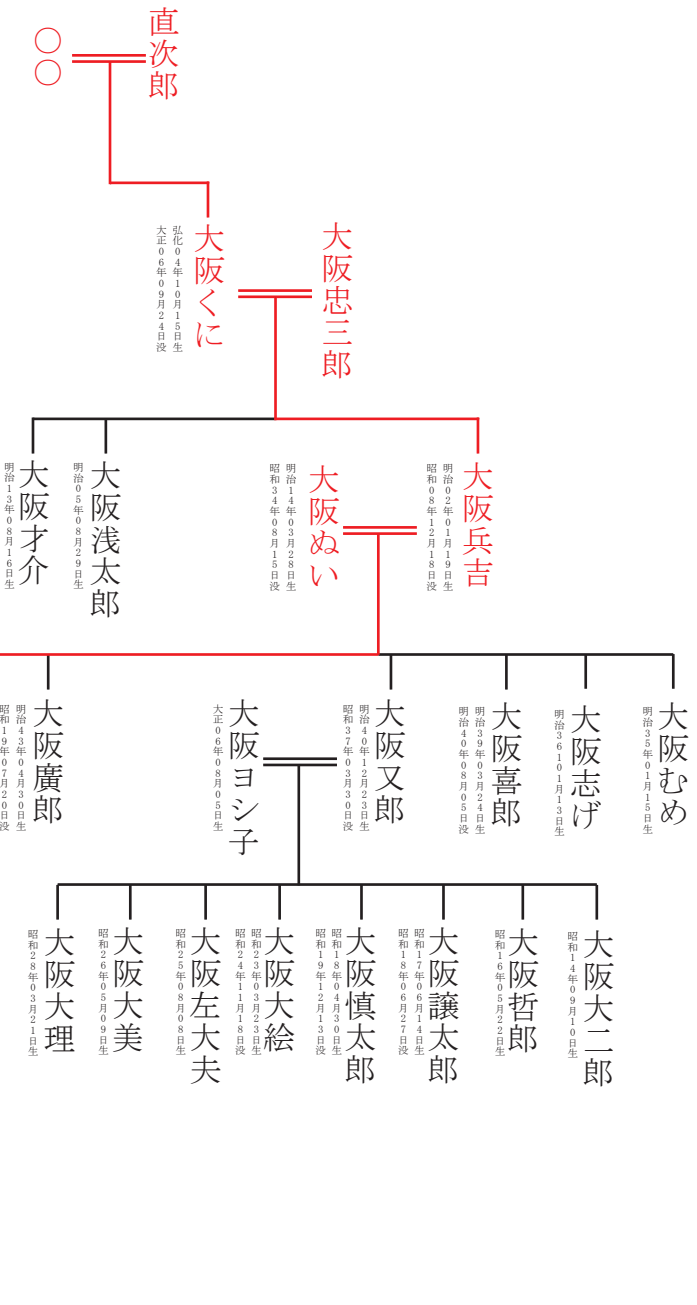 直次郎
〇〇
大阪忠三郎
大阪くに
弘化04年10月15日生
大正06年09月24日没
大阪兵吉
明治02年01月19日生
昭和08年12月18日没
大阪ぬい
明治14年03月28日生
昭和34年08月15日没
大阪浅太郎
明治05年08月29日生
大阪才介
明治13年08月16日生
大阪むめ
明治35年01月15日生
大阪志げ
明治36101月13日生
大阪喜郎
明治39年03月24日生
明治40年08月05日没
大阪又郎
明治40年12月23日生
昭和37年03月30日没
大阪ヨシ子
大正06年08月05日生
大阪廣郎
明治43年04月30日生
昭和19年07月20日没
大阪大二郎
昭和14年09月10日生
大阪哲郎
昭和16年05月22日生
大阪譲太郎
昭和17年06月14日生
昭和18年06月27日没
大阪慎太郎
昭和18年04月30日生
昭和19年12月13日没
大阪大絵
昭和23年03月23日生
昭和24年11月18日没
大阪左大夫
昭和25年08月08日生
大阪大美
昭和26年05月09日生
大阪大理
昭和28年03月21日生